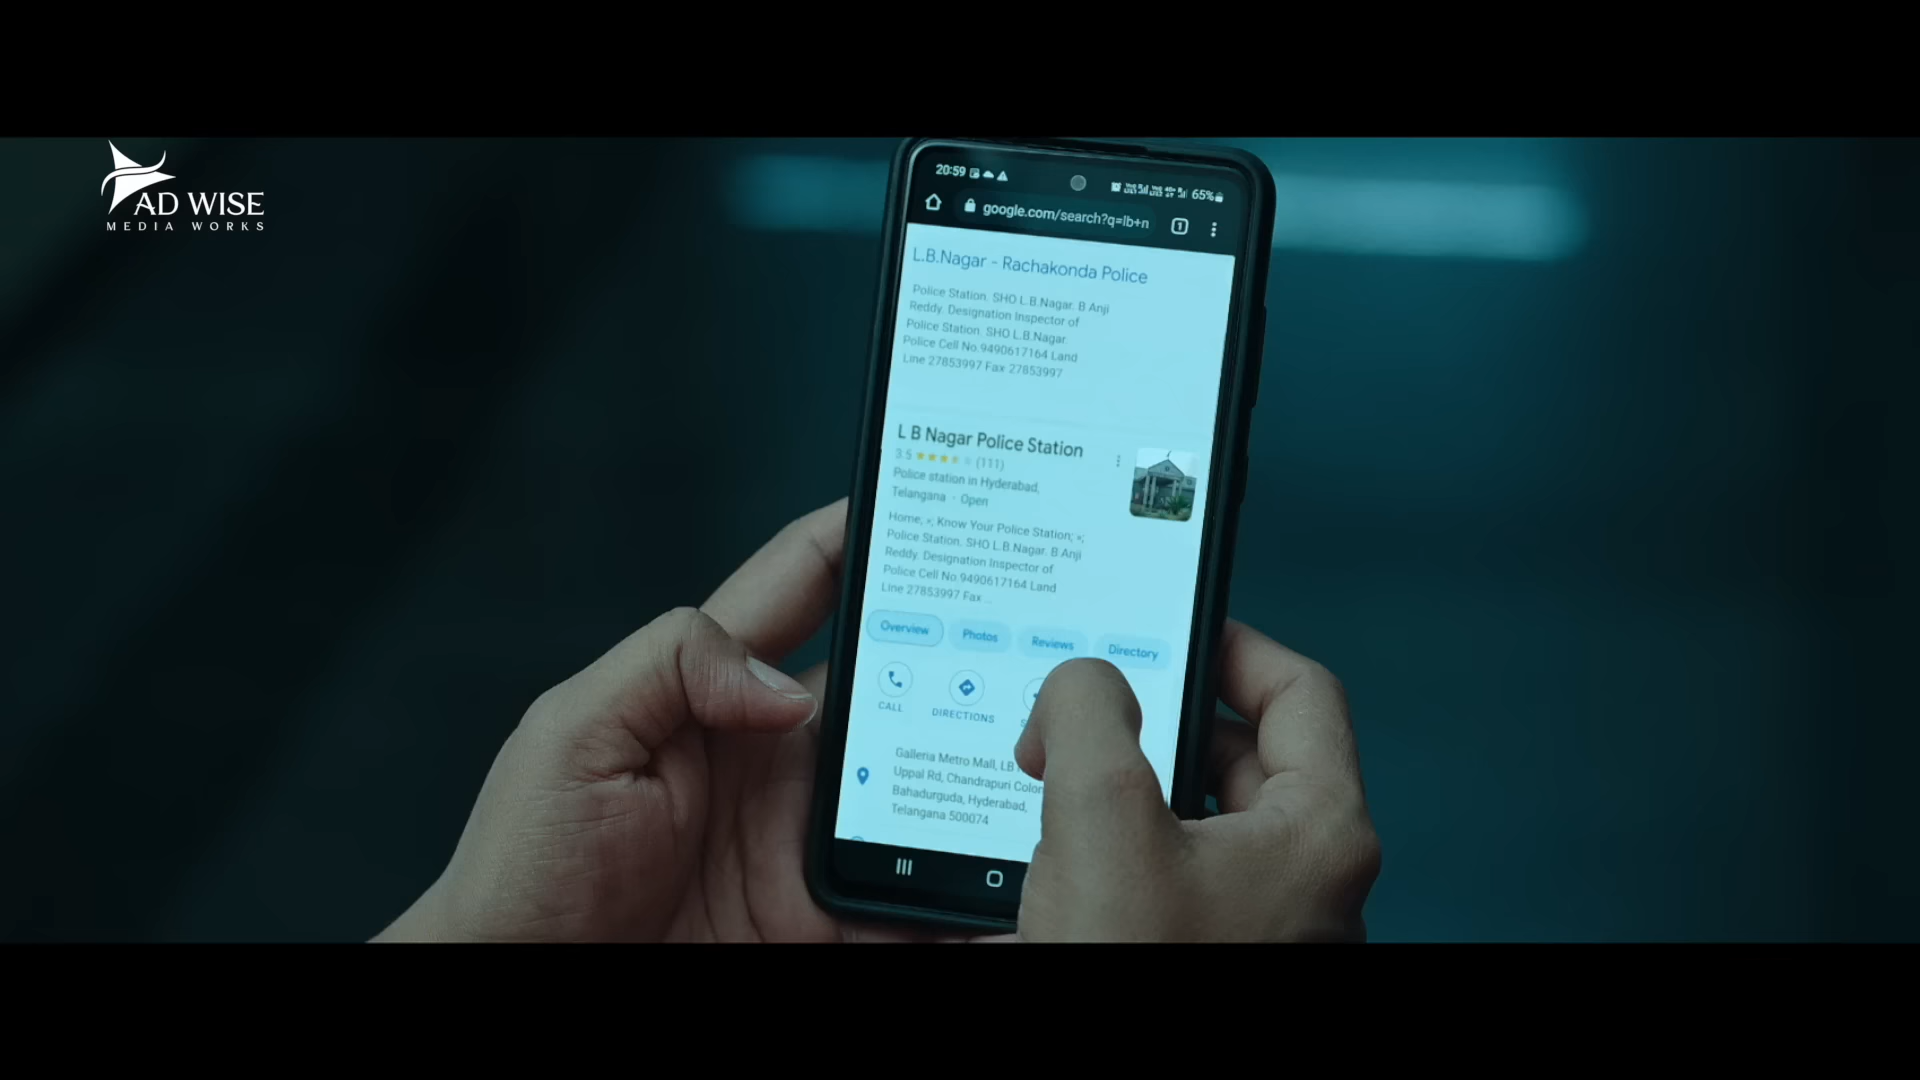 AD WISE
MEDIA WORKS
20:59
65%
google.com/search?q=lb+n
1
L.B.Nagar - Rachakonda Police
Police Station. SHO L.B.Nagar. B Anji
Reddy. Designation Inspector of
Police Station. SHO L.B.Nagar.
Police Cell No.9490617164 Land
Line 27853997 Fax 27853997
L B Nagar Police Station
3.5 (111)
Police station in Hyderabad,
Telangana · Open
Home; »; Know Your Police Station; »;
Police Station. SHO L.B.Nagar. B Anji
Reddy. Designation Inspector of
Police Cell No.9490617164 Land
Line 27853997 Fax ...
Overview Photos Reviews Directory
CALL DIRECTIONS
Galleria Metro Mall, LB
Uppal Rd, Chandrapuri Colon
Bahadurguda, Hyderabad,
Telangana 500074